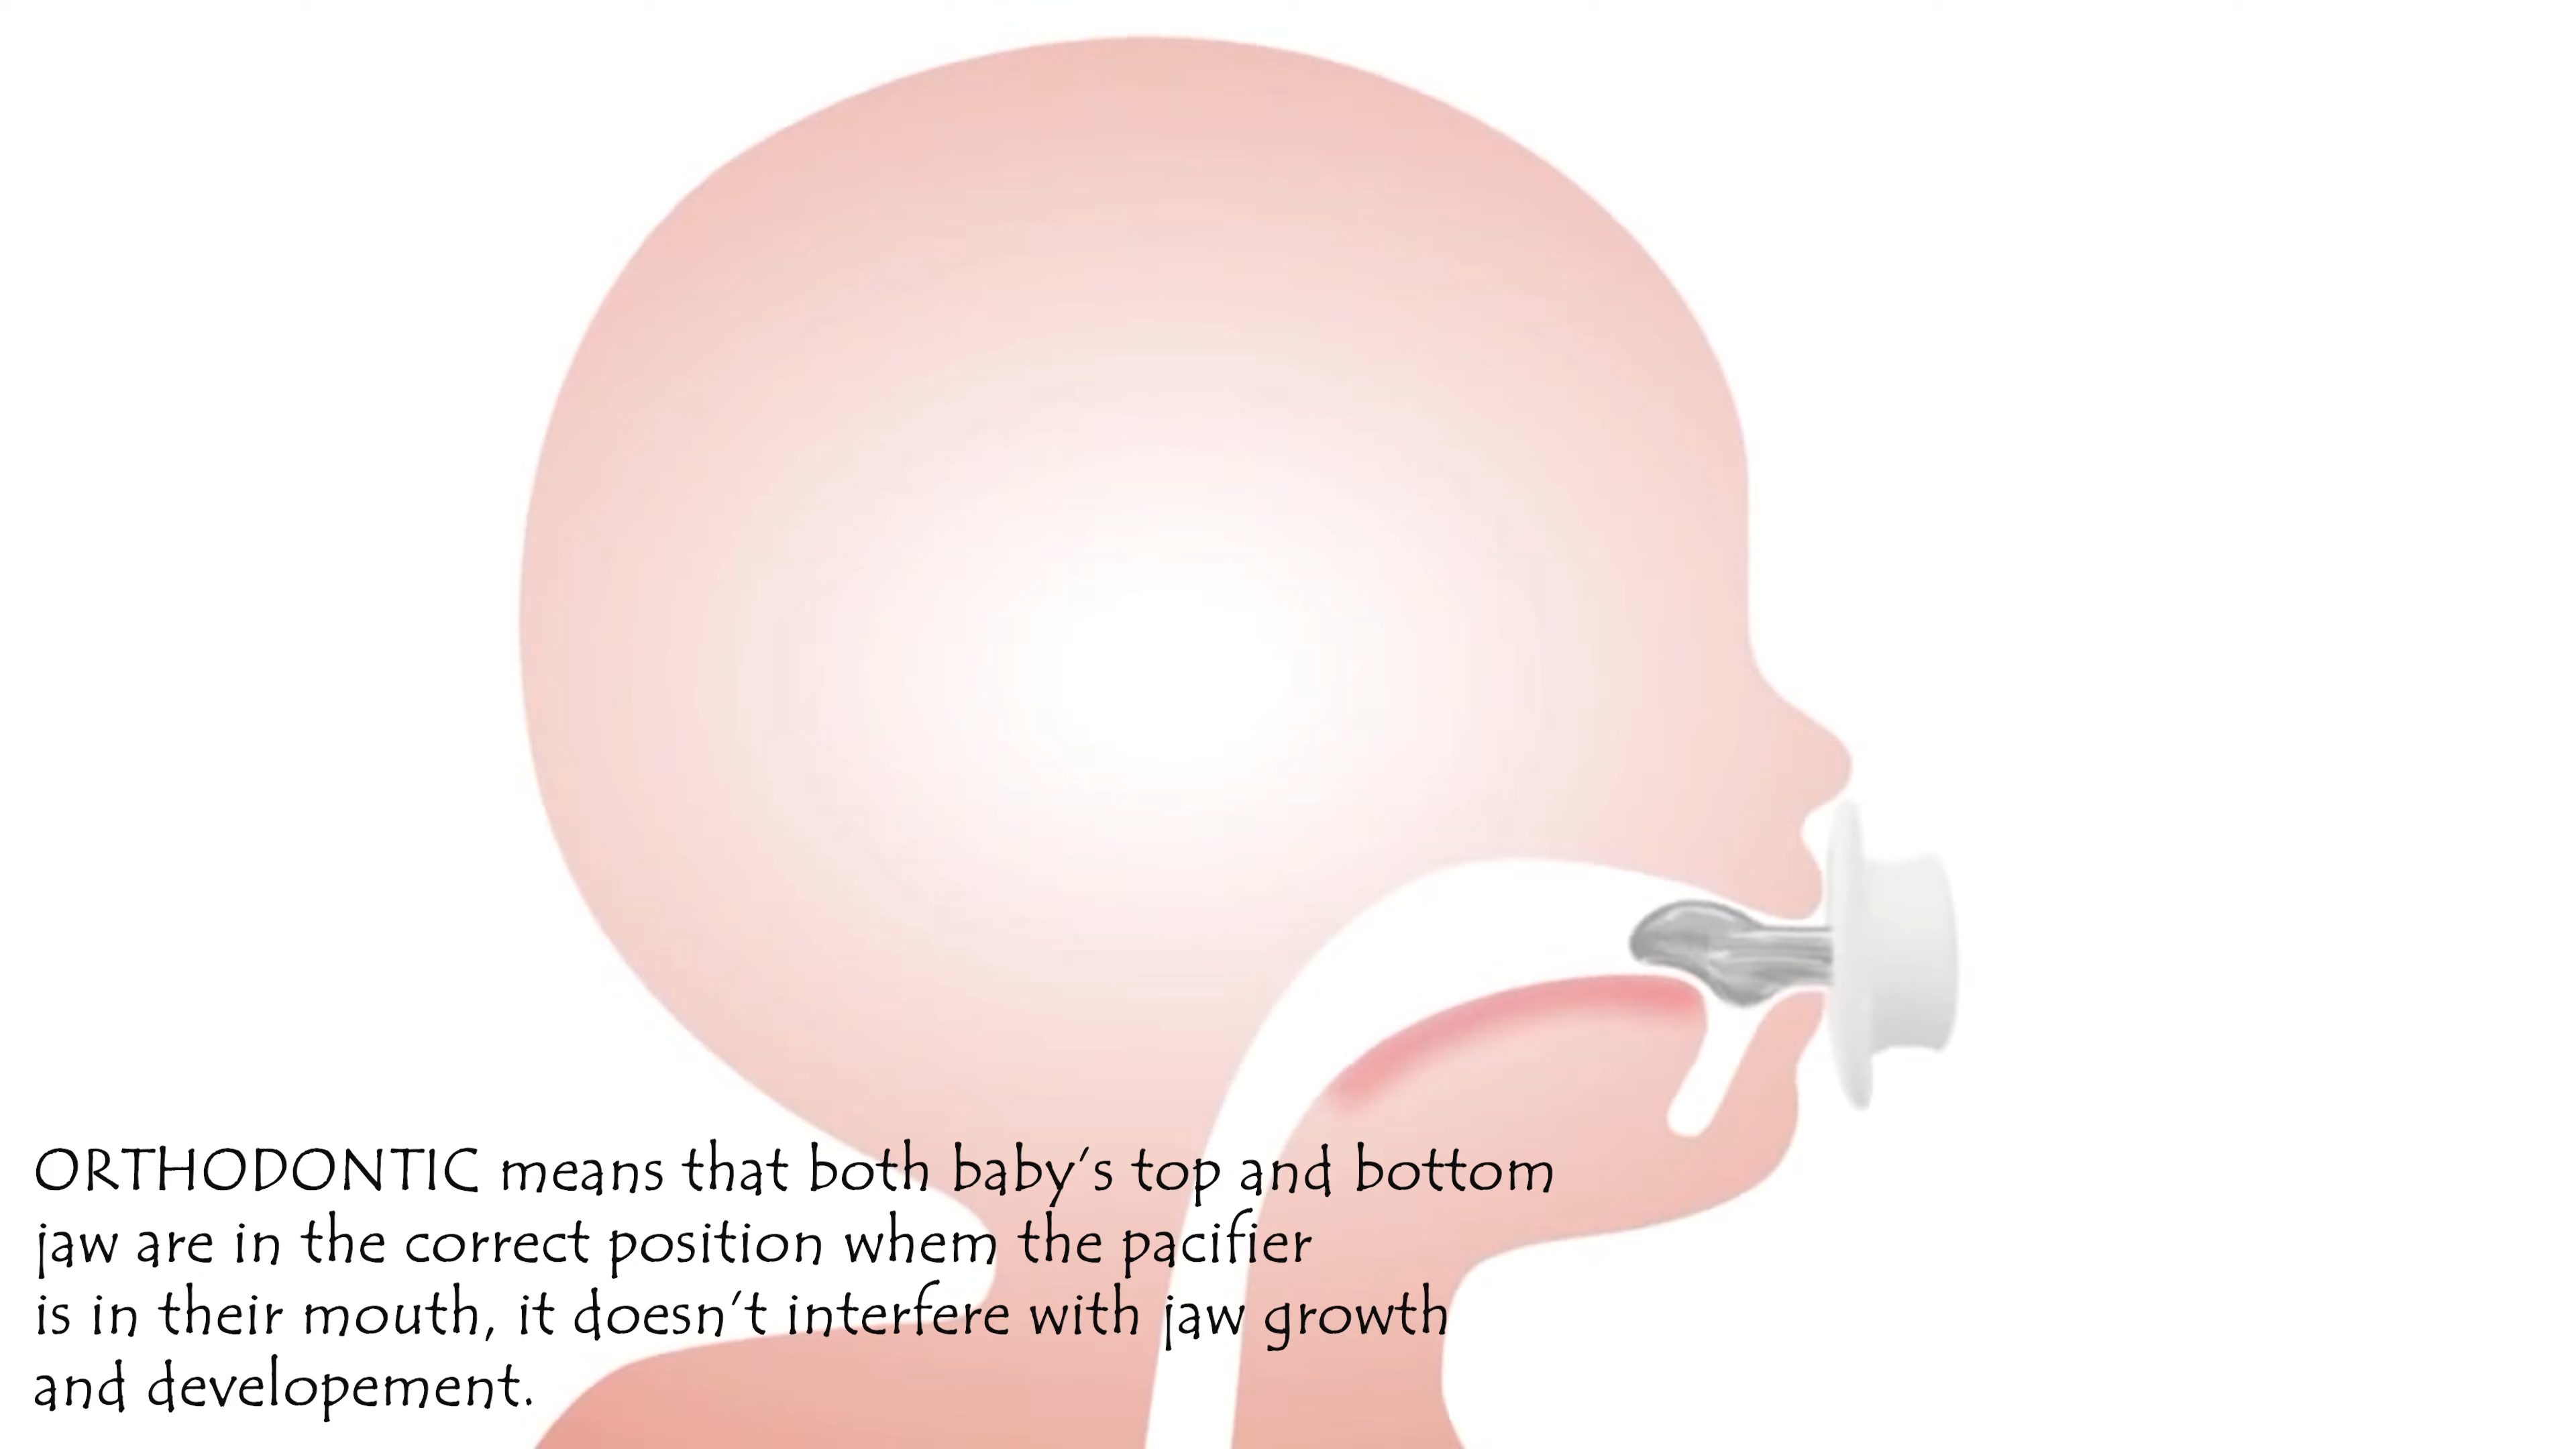 ORTHODONTIC means that both baby's top and bottom
jaw are in the correct position whem the pacifier
is in their mouth, it doesn't interfere with jaw growth
and developement.